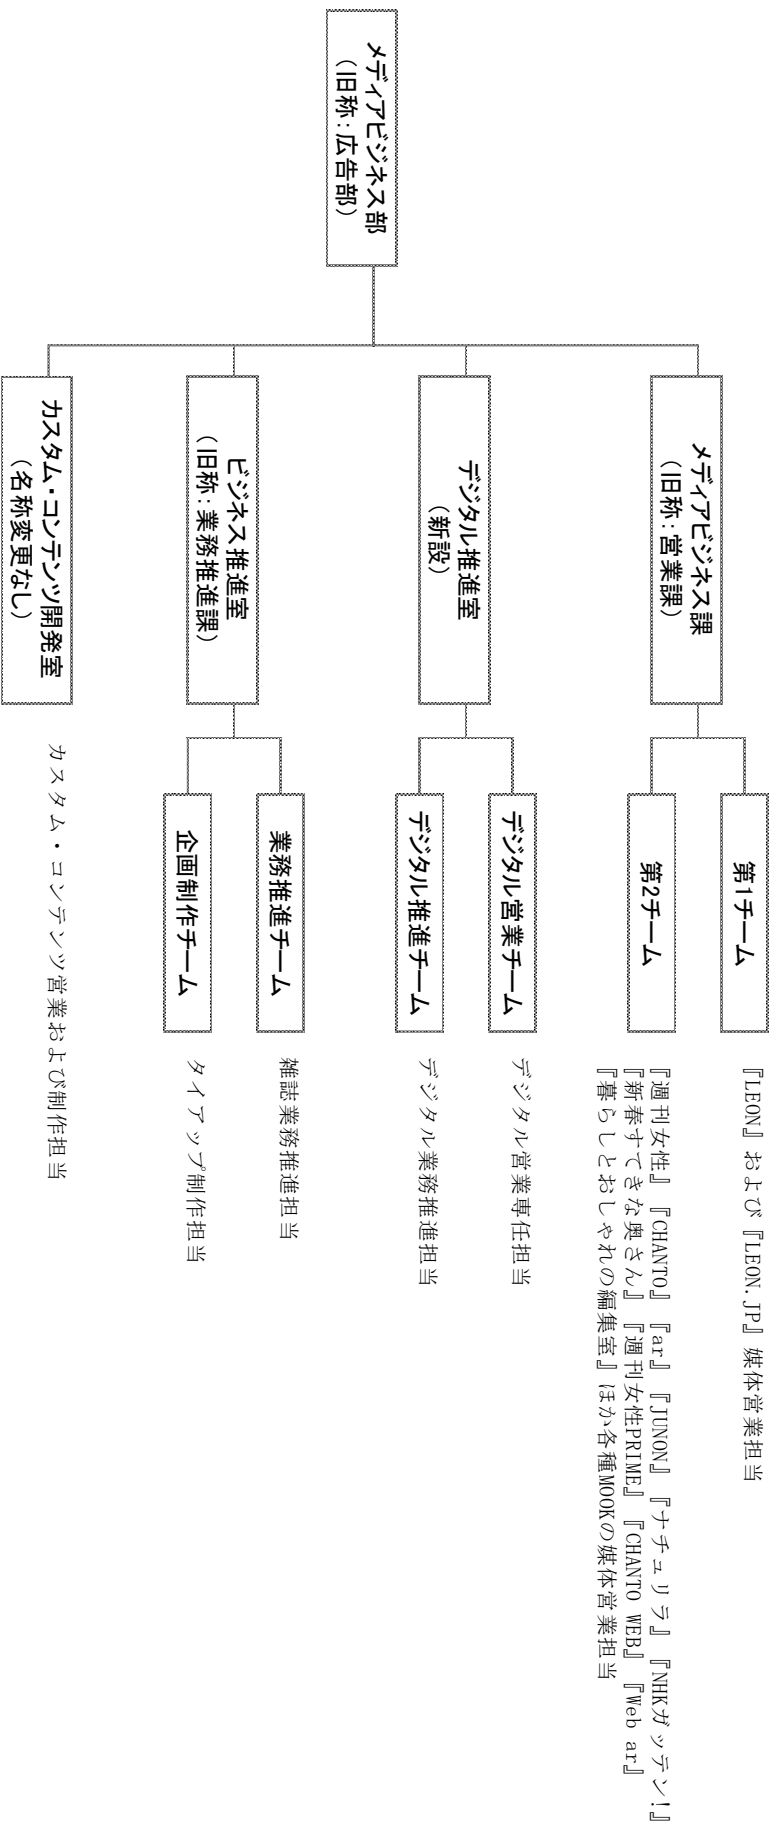 メディアビジネス部
（旧称：広告部）
メディアビジネス課
（旧称：営業課）
第1チーム
『LEON』および『LEON.JP』媒体営業担当
第2チーム
『週刊女性』『CHANTO』『ar』『JUNON』『ナチュリラ』『NHKガッテン！』
『新春すてきな奥さん』『週刊女性PRIME』『CHANTO WEB』『Web ar』
『暮らしとおしゃれの編集室』ほか各種MOOKの媒体営業担当
デジタル推進室
（新設）
デジタル営業チーム
デジタル営業専任担当
デジタル推進チーム
デジタル業務推進担当
ビジネス推進室
（旧称：業務推進課）
業務推進チーム
雑誌業務推進担当
企画制作チーム
タイアップ制作担当
カスタム・コンテンツ開発室
（名称変更なし）
カスタム・コンテンツ営業および制作担当